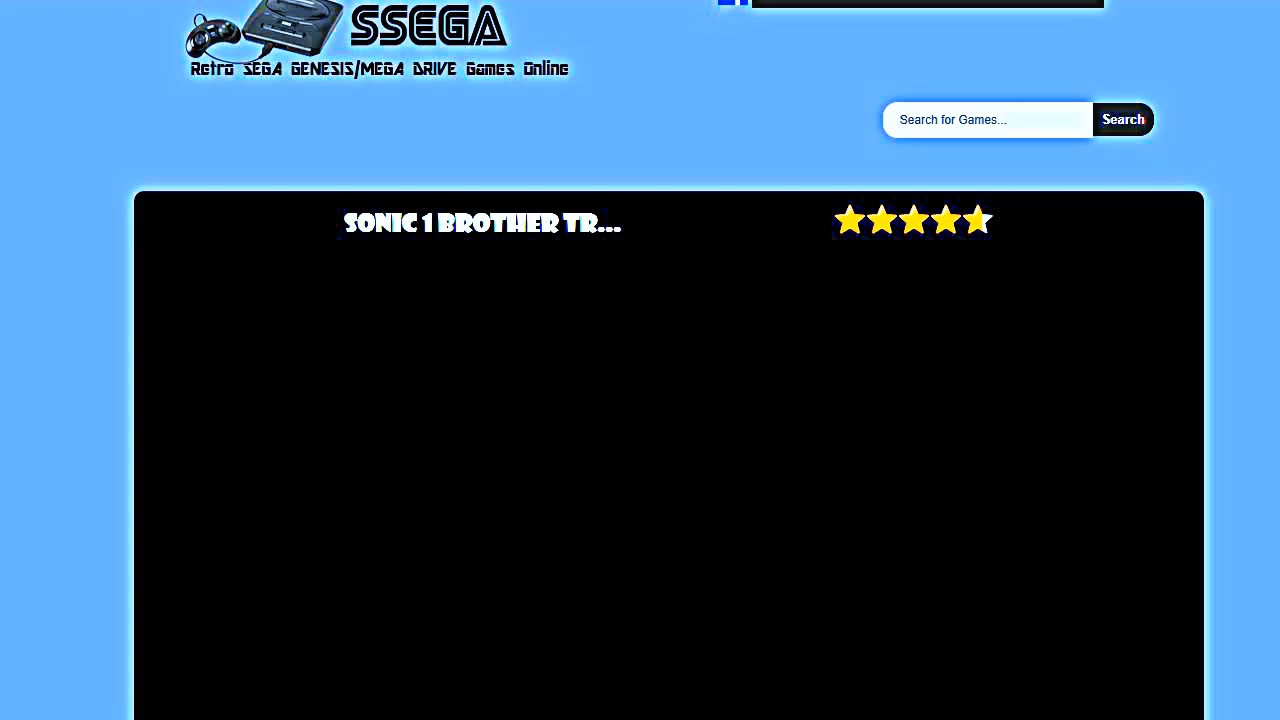 SSEGA
Retro SEGA GENESIS/MEGA DRIVE Games Online
Search for Games...
Search
SONIC 1 BROTHER TR...